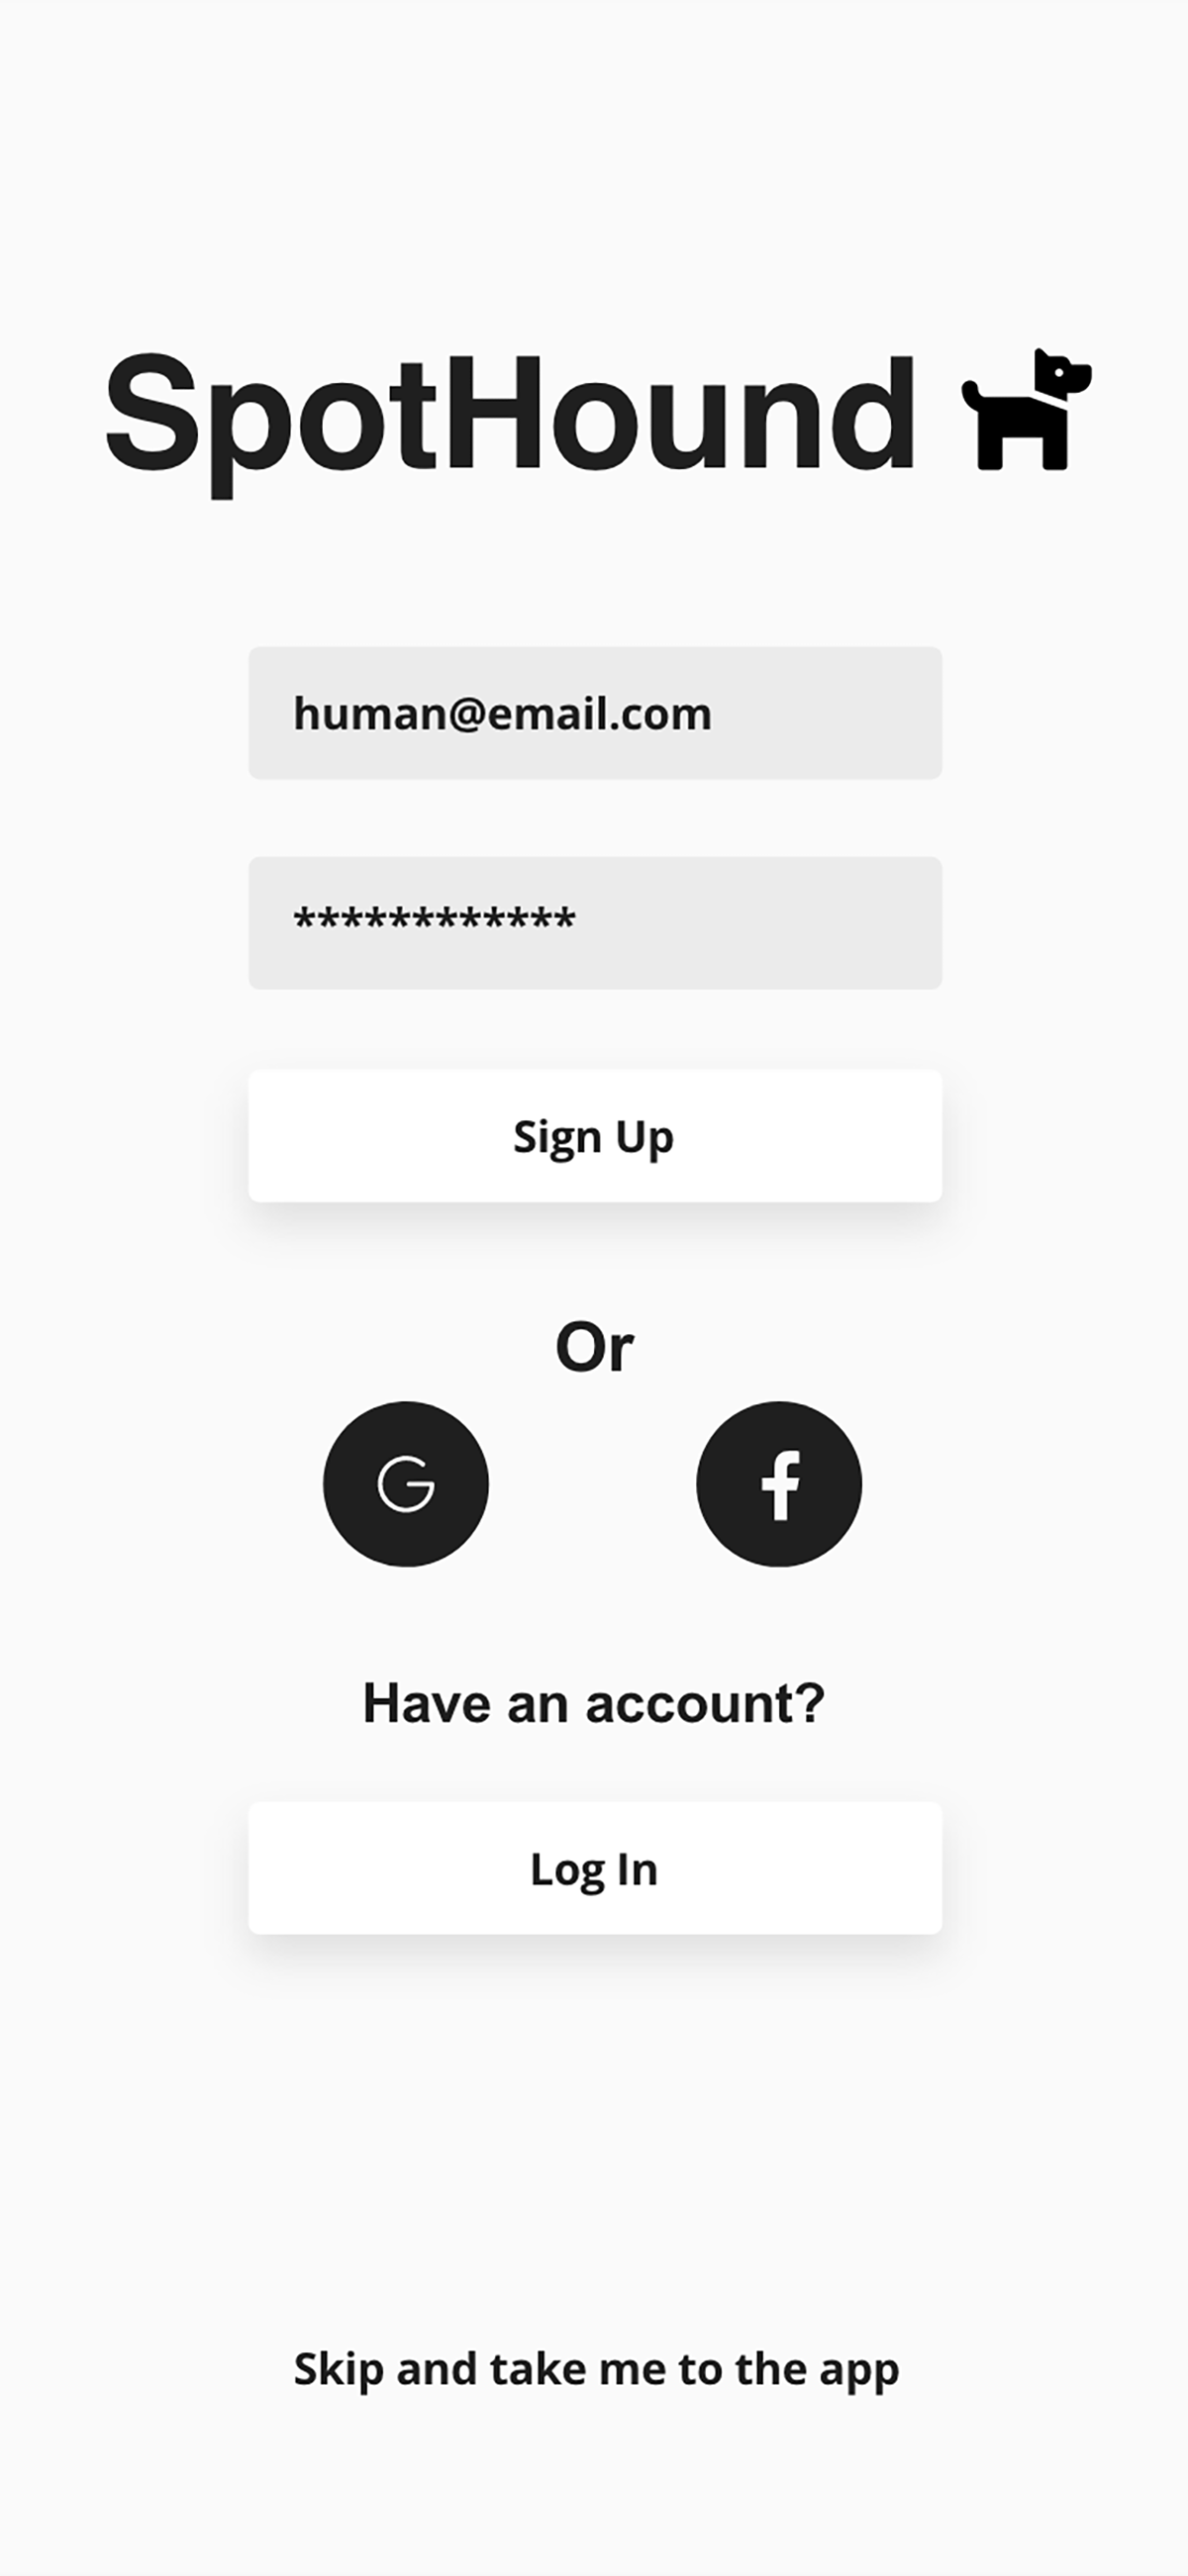 SpotHound
human@email.com
************
Sign Up
Or
G f
Have an account?
Log In
Skip and take me to the app